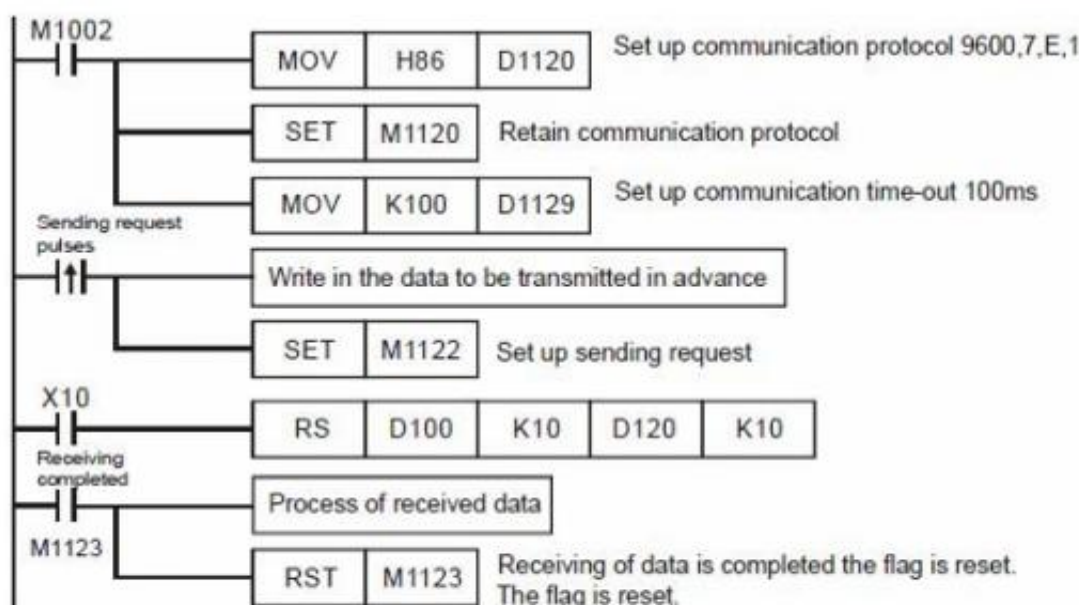 M1002
MOV H86 D1120 Set up communication protocol 9600,7,E,1
SET M1120 Retain communication protocol
MOV K100 D1129 Set up communication time-out 100ms
Sending request
pulses
Write in the data to be transmitted in advance
SET M1122 Set up sending request
X10
RS D100 K10 D120 K10
Receiving
completed
Process of received data
M1123
RST M1123 Receiving of data is completed the flag is reset.
The flag is reset.